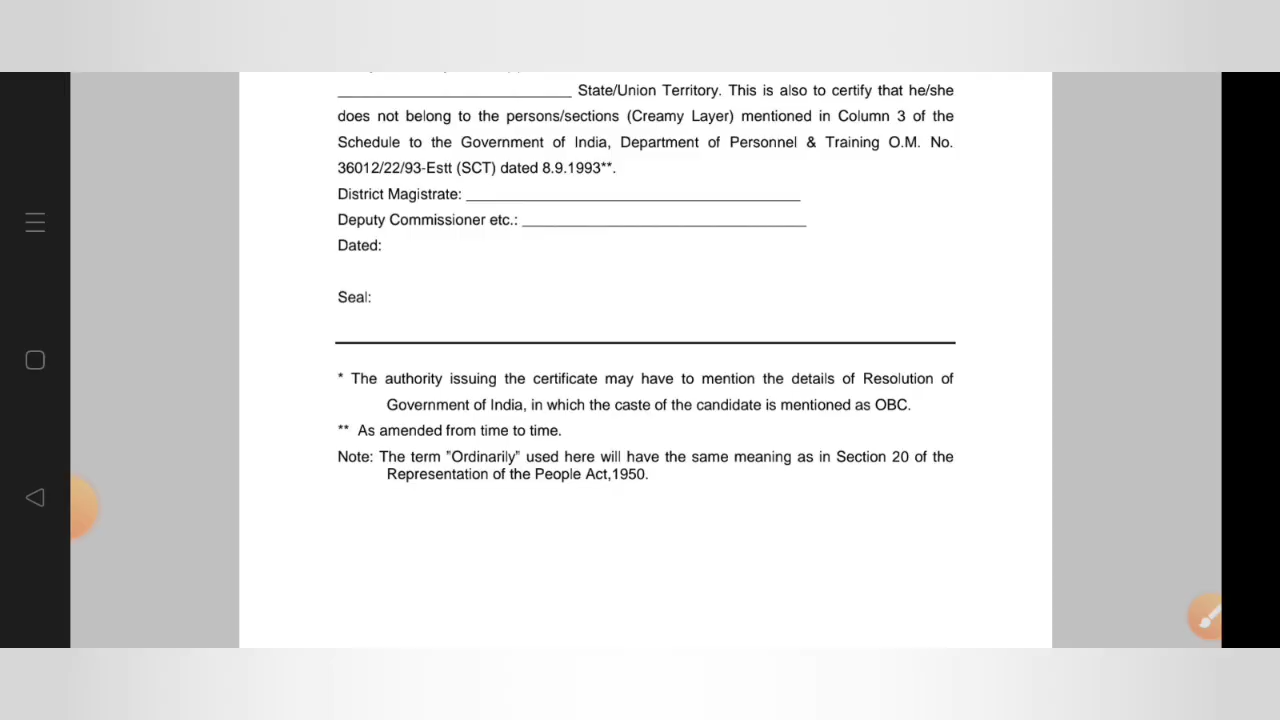 ______________________________ State/Union Territory. This is also to certify that he/she
does not belong to the persons/sections (Creamy Layer) mentioned in Column 3 of the
Schedule to the Government of India, Department of Personnel & Training O.M. No.
36012/22/93-Estt (SCT) dated 8.9.1993**.
District Magistrate: ___________________________________________
Deputy Commissioner etc.: ____________________________________
Dated:
Seal:
* The authority issuing the certificate may have to mention the details of Resolution of
Government of India, in which the caste of the candidate is mentioned as OBC.
** As amended from time to time.
Note: The term ”Ordinarily” used here will have the same meaning as in Section 20 of the
Representation of the People Act,1950.